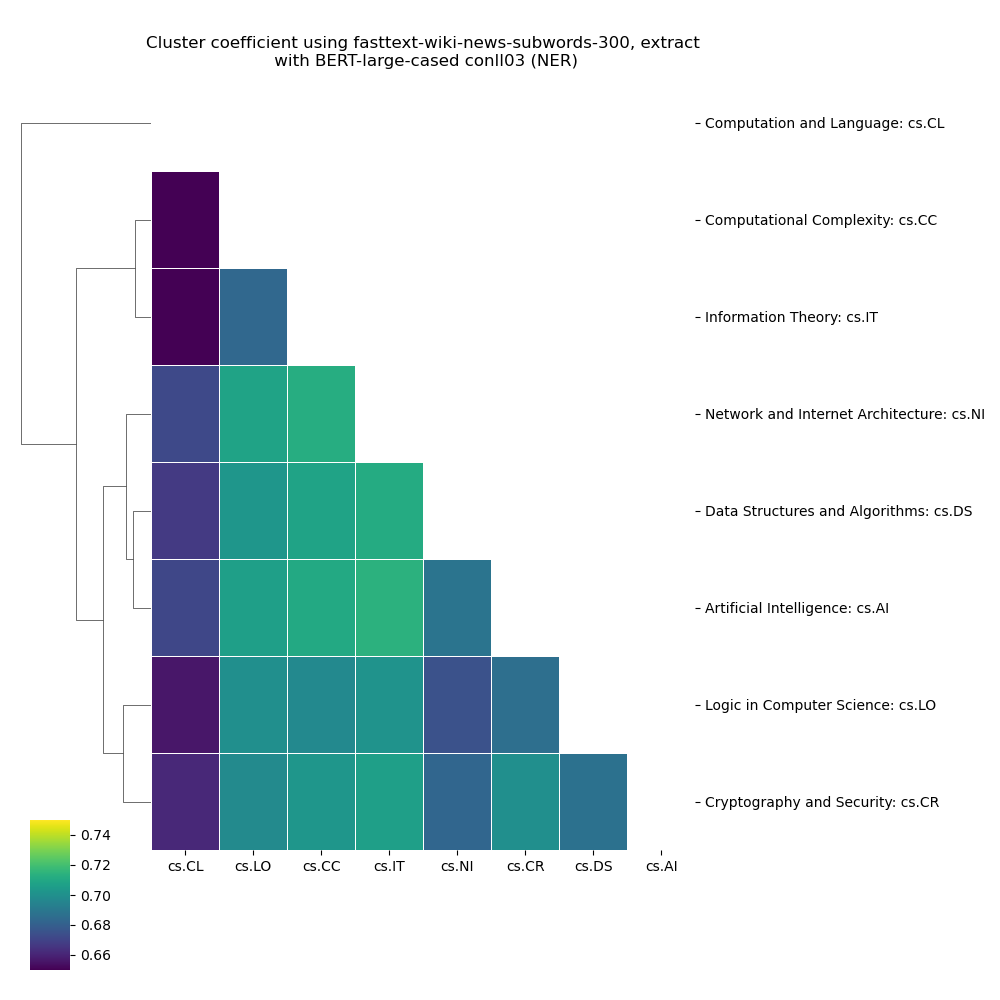 Cluster coefficient using fasttext-wiki-news-subwords-300, extract
with BERT-large-cased conll03 (NER)
Computation and Language: cs.CL
Computational Complexity: cs.CC
Information Theory: cs.IT
Network and Internet Architecture: cs.NI
Data Structures and Algorithms: cs.DS
Artificial Intelligence: cs.AI
Logic in Computer Science: cs.LO
Cryptography and Security: cs.CR
0.74
0.72
0.70
0.68
0.66
cs.CL cs.LO cs.CC cs.IT cs.NI cs.CR cs.DS cs.AI